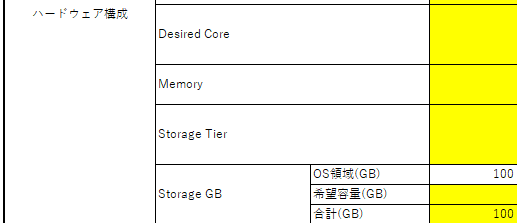 ハードウェア構成
Desired Core
Memory
Storage Tier
Storage GB
OS領域(GB) 100
希望容量(GB)
合計(GB) 100